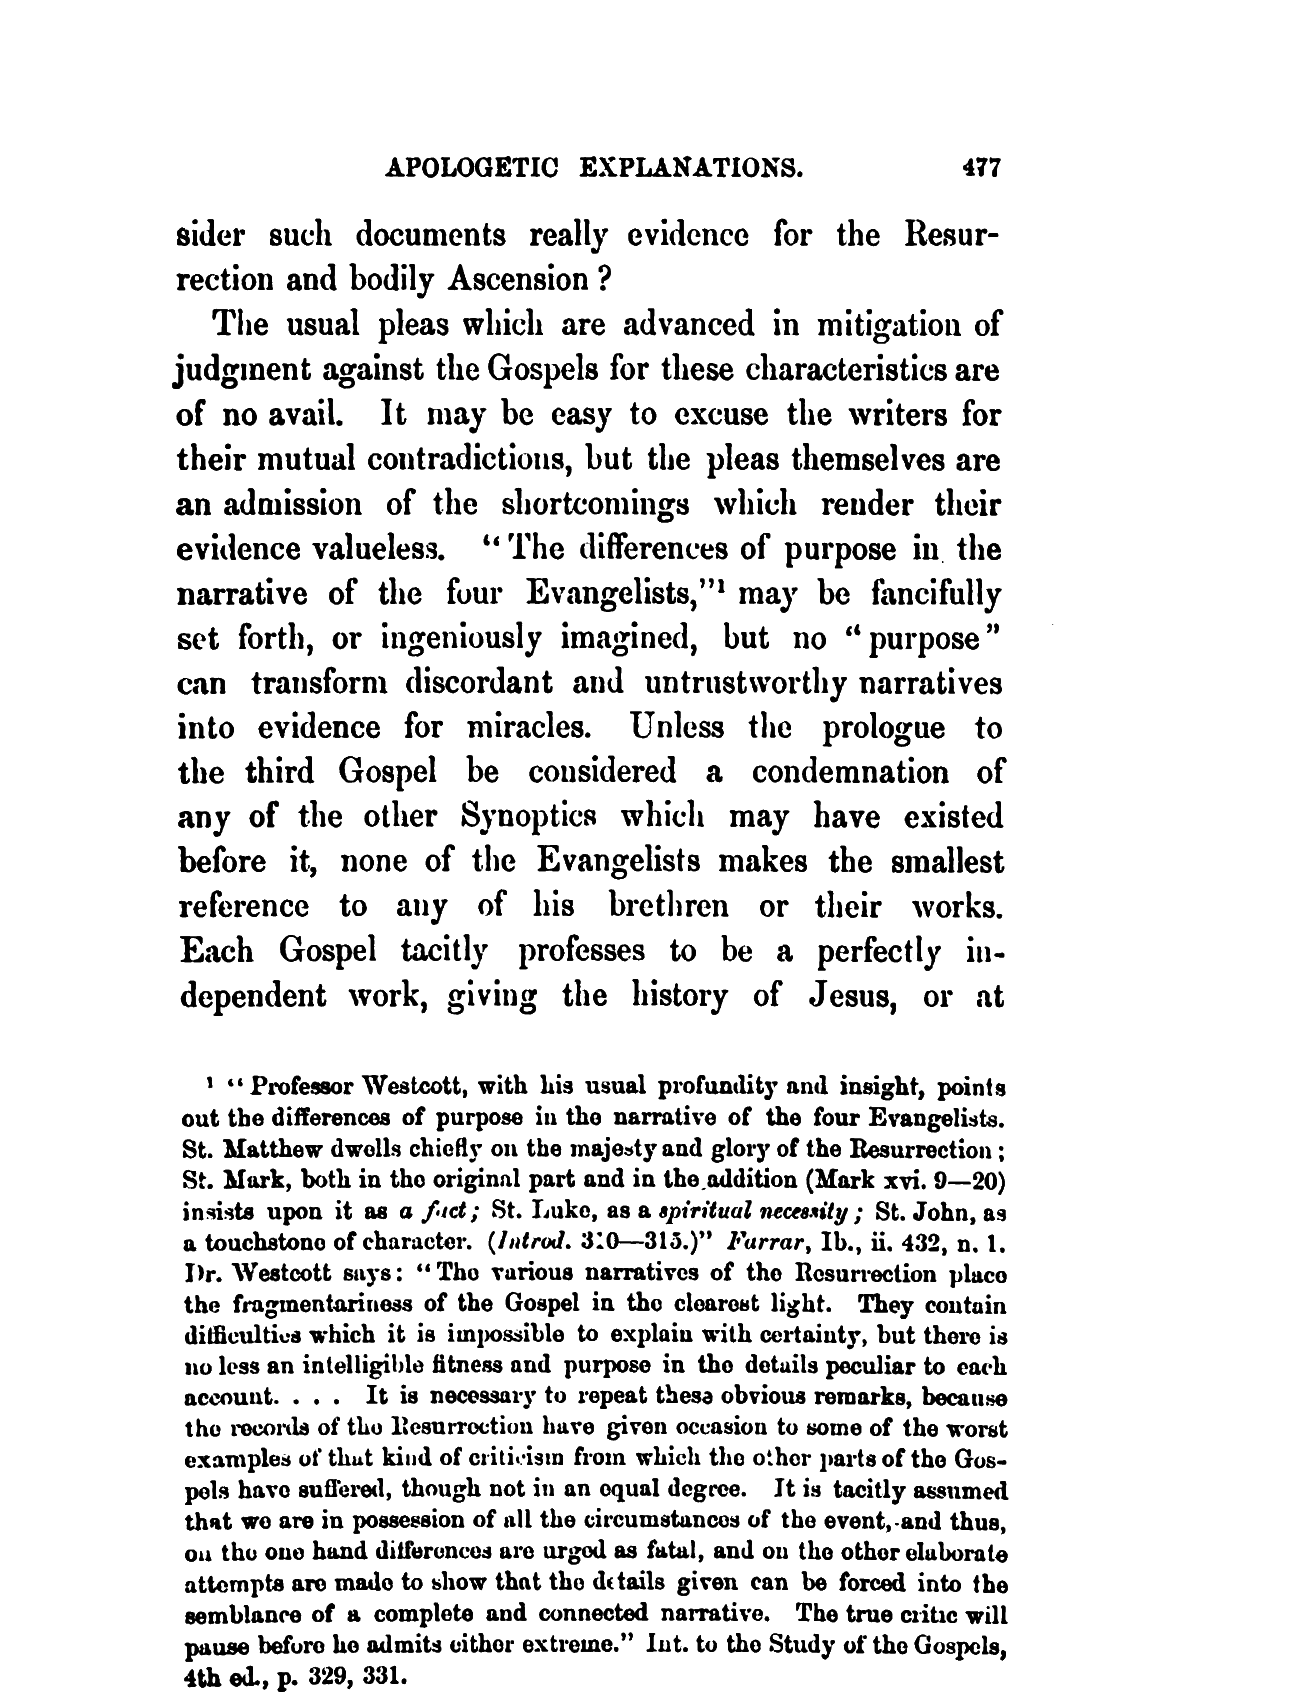 APOLOGETIC EXPLANATIONS. 477
sider such documents really evidence for the Resur-
rection and bodily Ascension ?
The usual pleas which are advanced in mitigation of
judgment against the Gospels for these characteristics are
of no avail. It may be easy to excuse the writers for
their mutual contradictions, but the pleas themselves are
an admission of the shortcomings which render their
evidence valueless. “The differences of purpose in the
narrative of the four Evangelists,”¹ may be fancifully
set forth, or ingeniously imagined, but no “purpose”
can transform discordant and untrustworthy narratives
into evidence for miracles. Unless the prologue to
the third Gospel be considered a condemnation of
any of the other Synoptics which may have existed
before it, none of the Evangelists makes the smallest
reference to any of his brethren or their works.
Each Gospel tacitly professes to be a perfectly in-
dependent work, giving the history of Jesus, or at
¹ “Professor Westcott, with his usual profundity and insight, points
out the differences of purpose in the narrative of the four Evangelists.
St. Matthew dwells chiefly on the majesty and glory of the Resurrection ;
St. Mark, both in the original part and in the addition (Mark xvi. 9—20)
insists upon it as a fact; St. Luke, as a spiritual necessity; St. John, as
a touchstone of character. (Introd. 310—315.)” Farrar, Ib., ii. 432, n. 1.
Dr. Westcott says: “The various narratives of the Resurrection place
the fragmentariness of the Gospel in the clearest light. They contain
difficulties which it is impossible to explain with certainty, but there is
no less an intelligible fitness and purpose in the details peculiar to each
account. . . . It is necessary to repeat these obvious remarks, because
the records of the Resurrection have given occasion to some of the worst
examples of that kind of criticism from which the other parts of the Gos-
pels have suffered, though not in an equal degree. It is tacitly assumed
that we are in possession of all the circumstances of the event, and thus,
on the one hand differences are urged as fatal, and on the other elaborate
attempts are made to show that the details given can be forced into the
semblance of a complete and connected narrative. The true critic will
pause before he admits either extreme.” Int. to the Study of the Gospels,
4th ed., p. 329, 331.